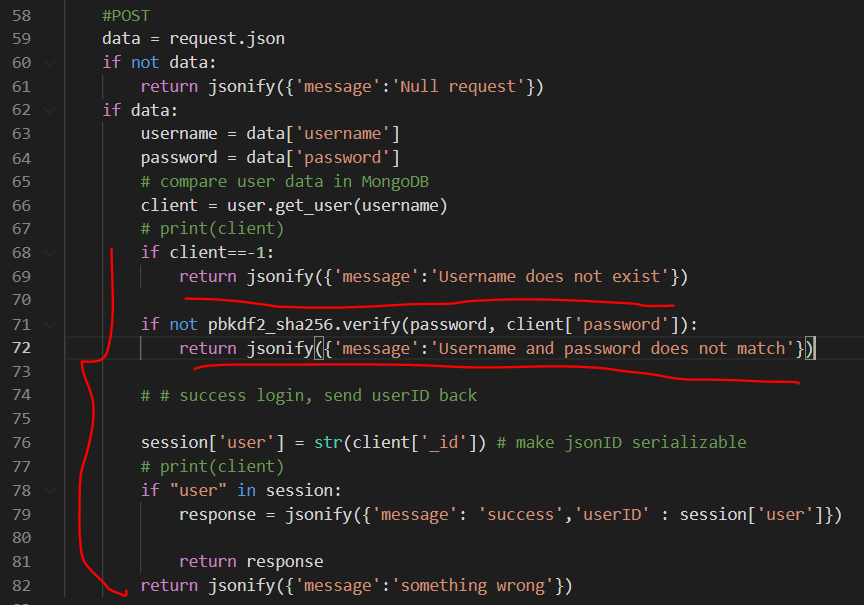 58 #POST
59 data = request.json
60 if not data:
61 return jsonify({'message':'Null request'})
62 if data:
63 username = data['username']
64 password = data['password']
65 # compare user data in MongoDB
66 client = user.get_user(username)
67 # print(client)
68 if client==-1:
69 return jsonify({'message':'Username does not exist'})
70
71 if not pbkdf2_sha256.verify(password, client['password']):
72 return jsonify({'message':'Username and password does not match'})
73
74 # # success login, send userID back
75
76 session['user'] = str(client['_id']) # make jsonID serializable
77 # print(client)
78 if "user" in session:
79 response = jsonify({'message': 'success','userID' : session['user']})
80
81 return response
82 return jsonify({'message':'something wrong'})